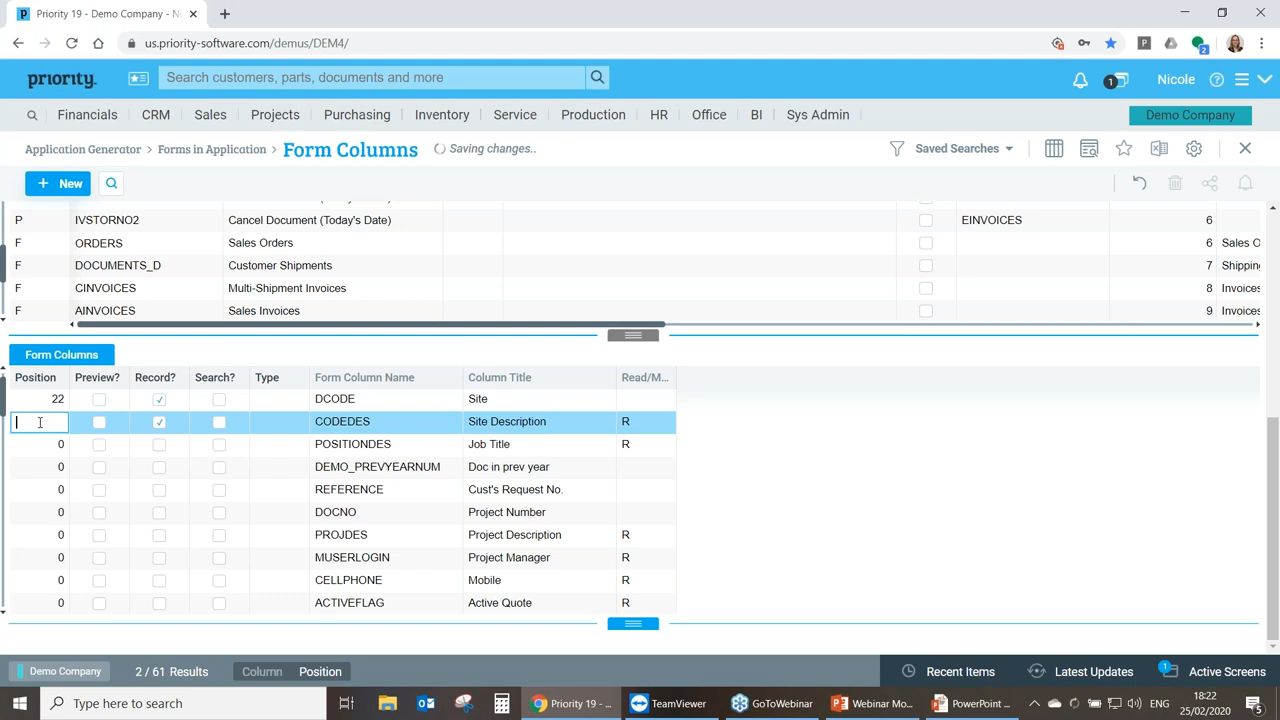 Priority 19 - Demo Company - N
us.priority-software.com/demus/DEM4/
2
priority.
Search customers, parts, documents and more
1
Nicole
Financials CRM Sales Projects Purchasing Inventory Service Production HR Office BI Sys Admin
Demo Company
Application Generator > Forms in Application > Form Columns
Saving changes..
Saved Searches
+ New
P IVSTORNO2 Cancel Document (Today's Date) EINVOICES 6
F ORDERS Sales Orders 6 Sales O
F DOCUMENTS_D Customer Shipments 7 Shipping
F CINVOICES Multi-Shipment Invoices 8 Invoices
F AINVOICES Sales Invoices 9 Invoices
Form Columns
Position Preview? Record? Search? Type Form Column Name Column Title Read/M...
22 DCODE Site
CODEDES Site Description R
0 POSITIONDES Job Title R
0 DEMO_PREVYEARNUM Doc in prev year
0 REFERENCE Cust's Request No.
0 DOCNO Project Number
0 PROJDES Project Description R
0 MUSERLOGIN Project Manager R
0 CELLPHONE Mobile R
0 ACTIVEFLAG Active Quote R
Demo Company 2 / 61 Results Column Position
Recent Items Latest Updates 1 Active Screens
Type here to search
Priority 19 - ... TeamViewer GoToWebinar Webinar Mo... PowerPoint ...
ENG
18:22
25/02/2020
5